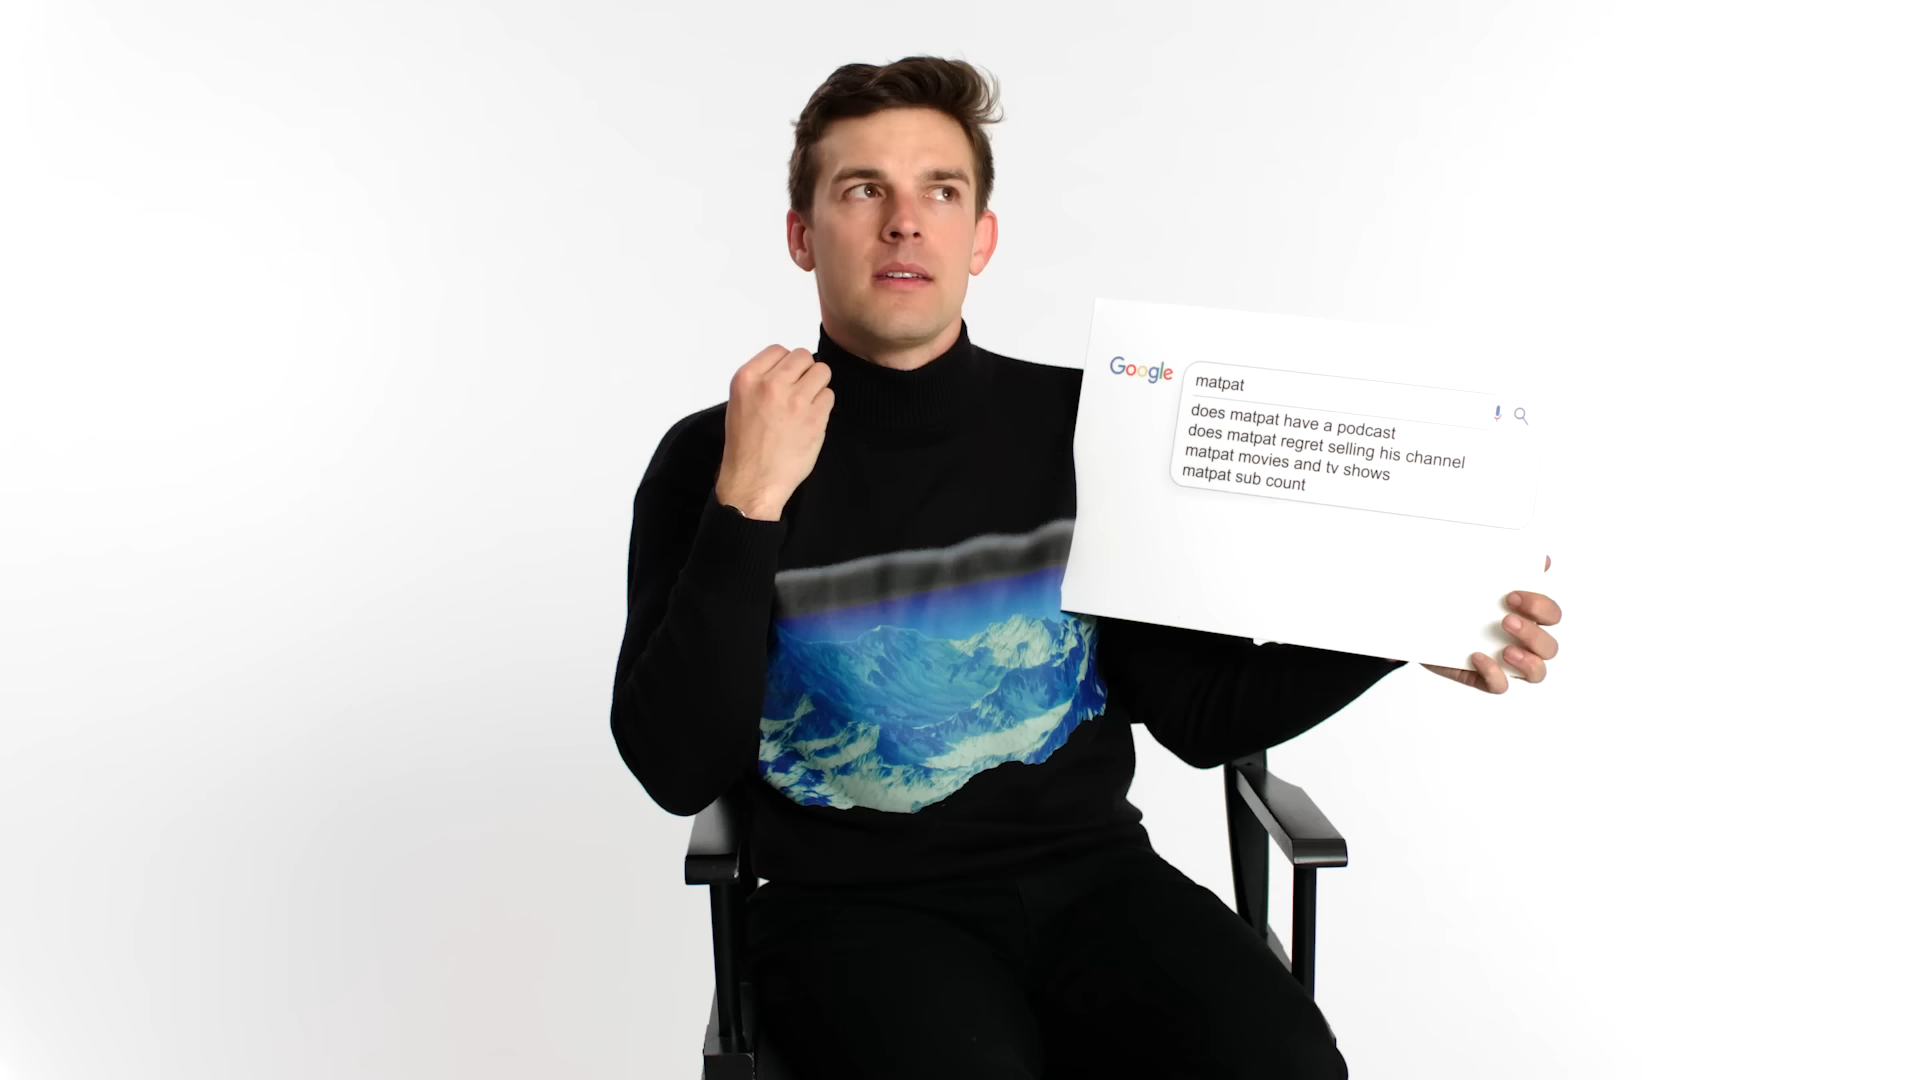 Google
matpat
does matpat have a podcast
does matpat regret selling his channel
matpat movies and tv shows
matpat sub count